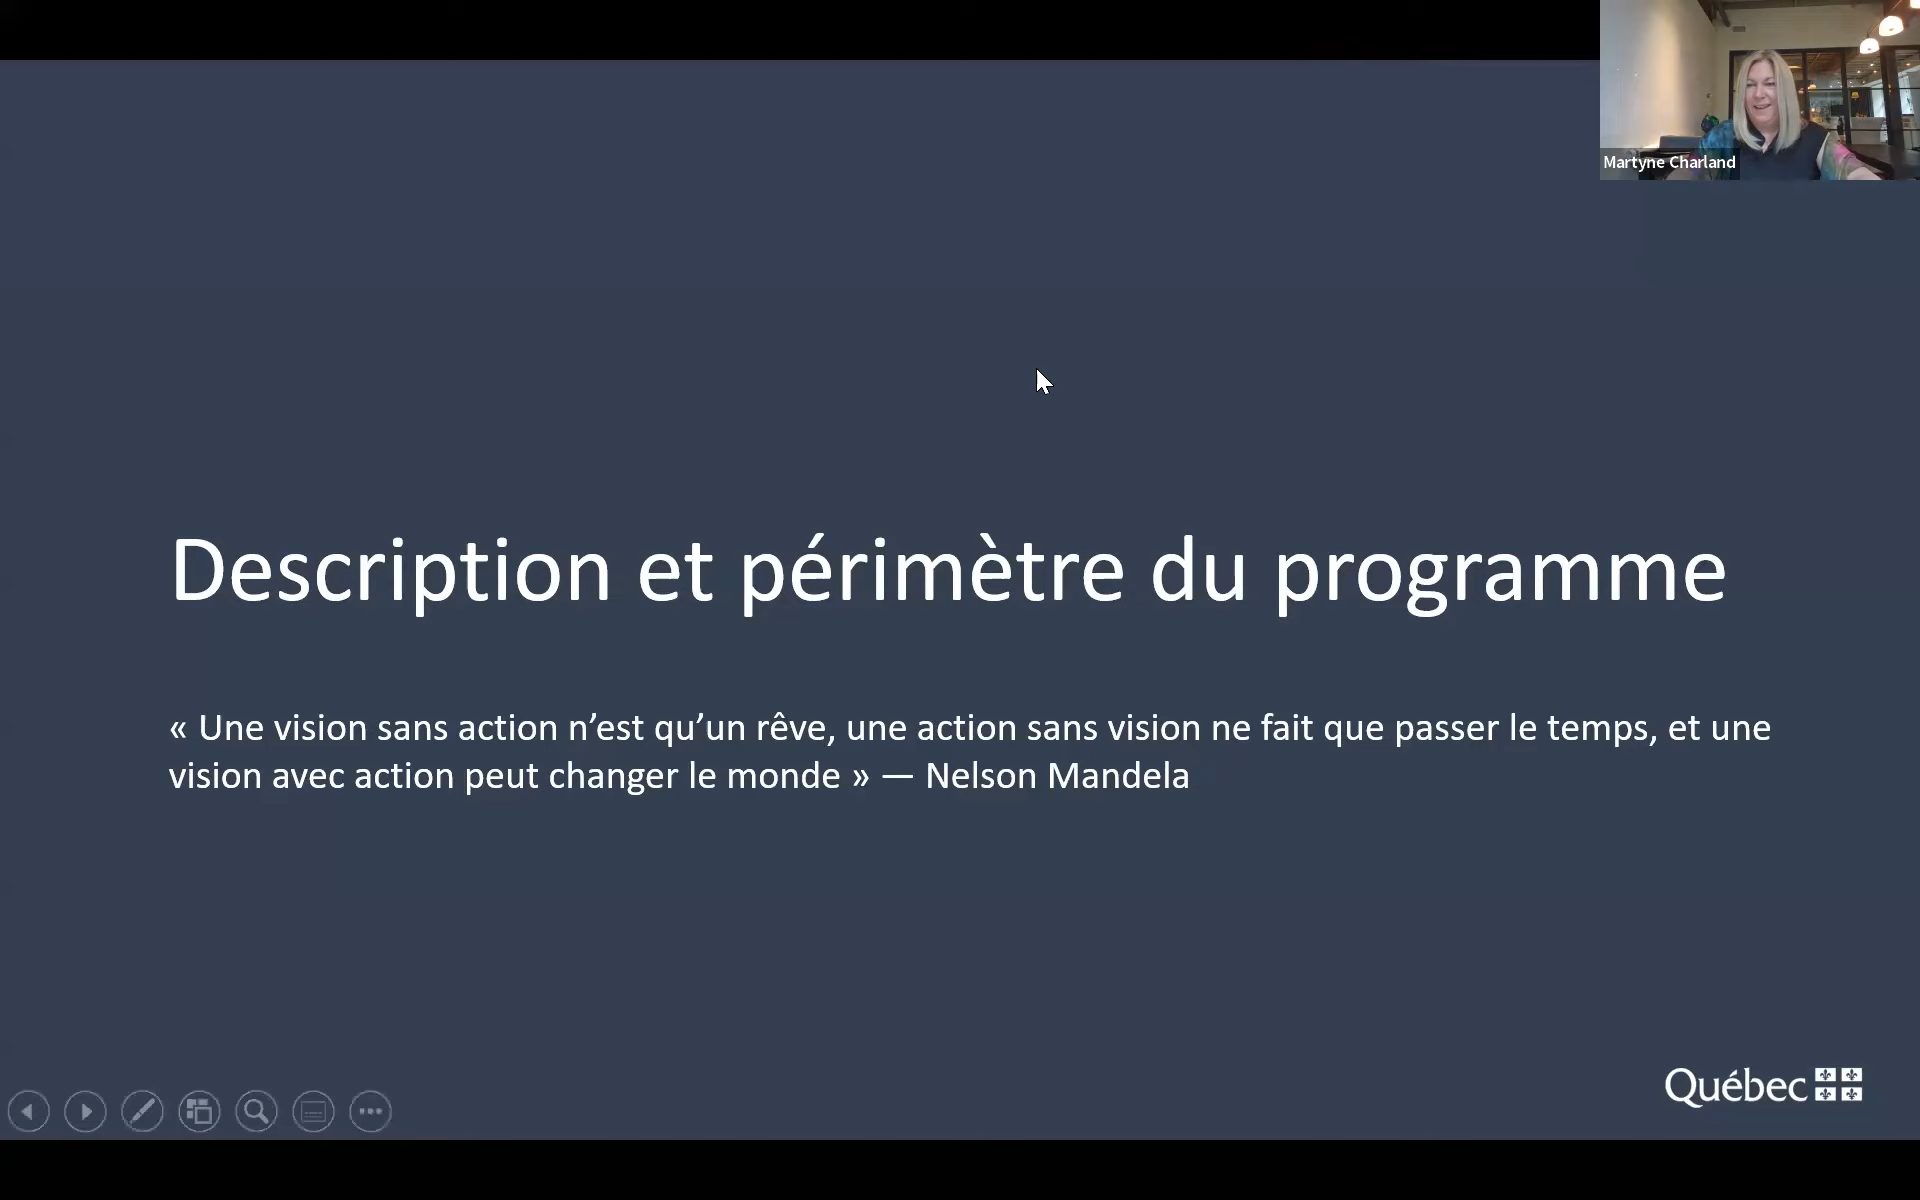 Martyne Charland
Description et périmètre du programme
« Une vision sans action n’est qu’un rêve, une action sans vision ne fait que passer le temps, et une
vision avec action peut changer le monde » — Nelson Mandela
Québec